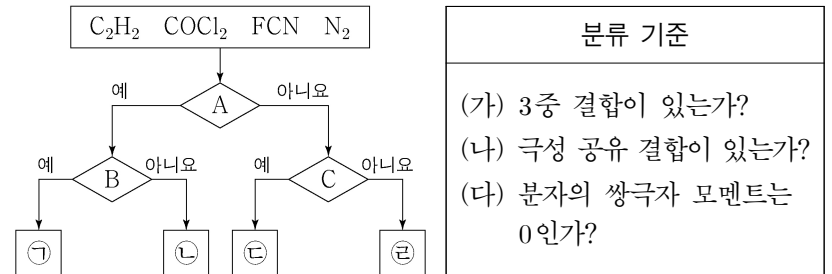 C₂H₂ COCl₂ FCN N₂
예 A 아니요
예 B 아니요 예 C 아니요
㉠ ㉡ ㉢ ㉣
분류 기준
(가) 3중 결합이 있는가?
(나) 극성 공유 결합이 있는가?
(다) 분자의 쌍극자 모멘트는
0인가?